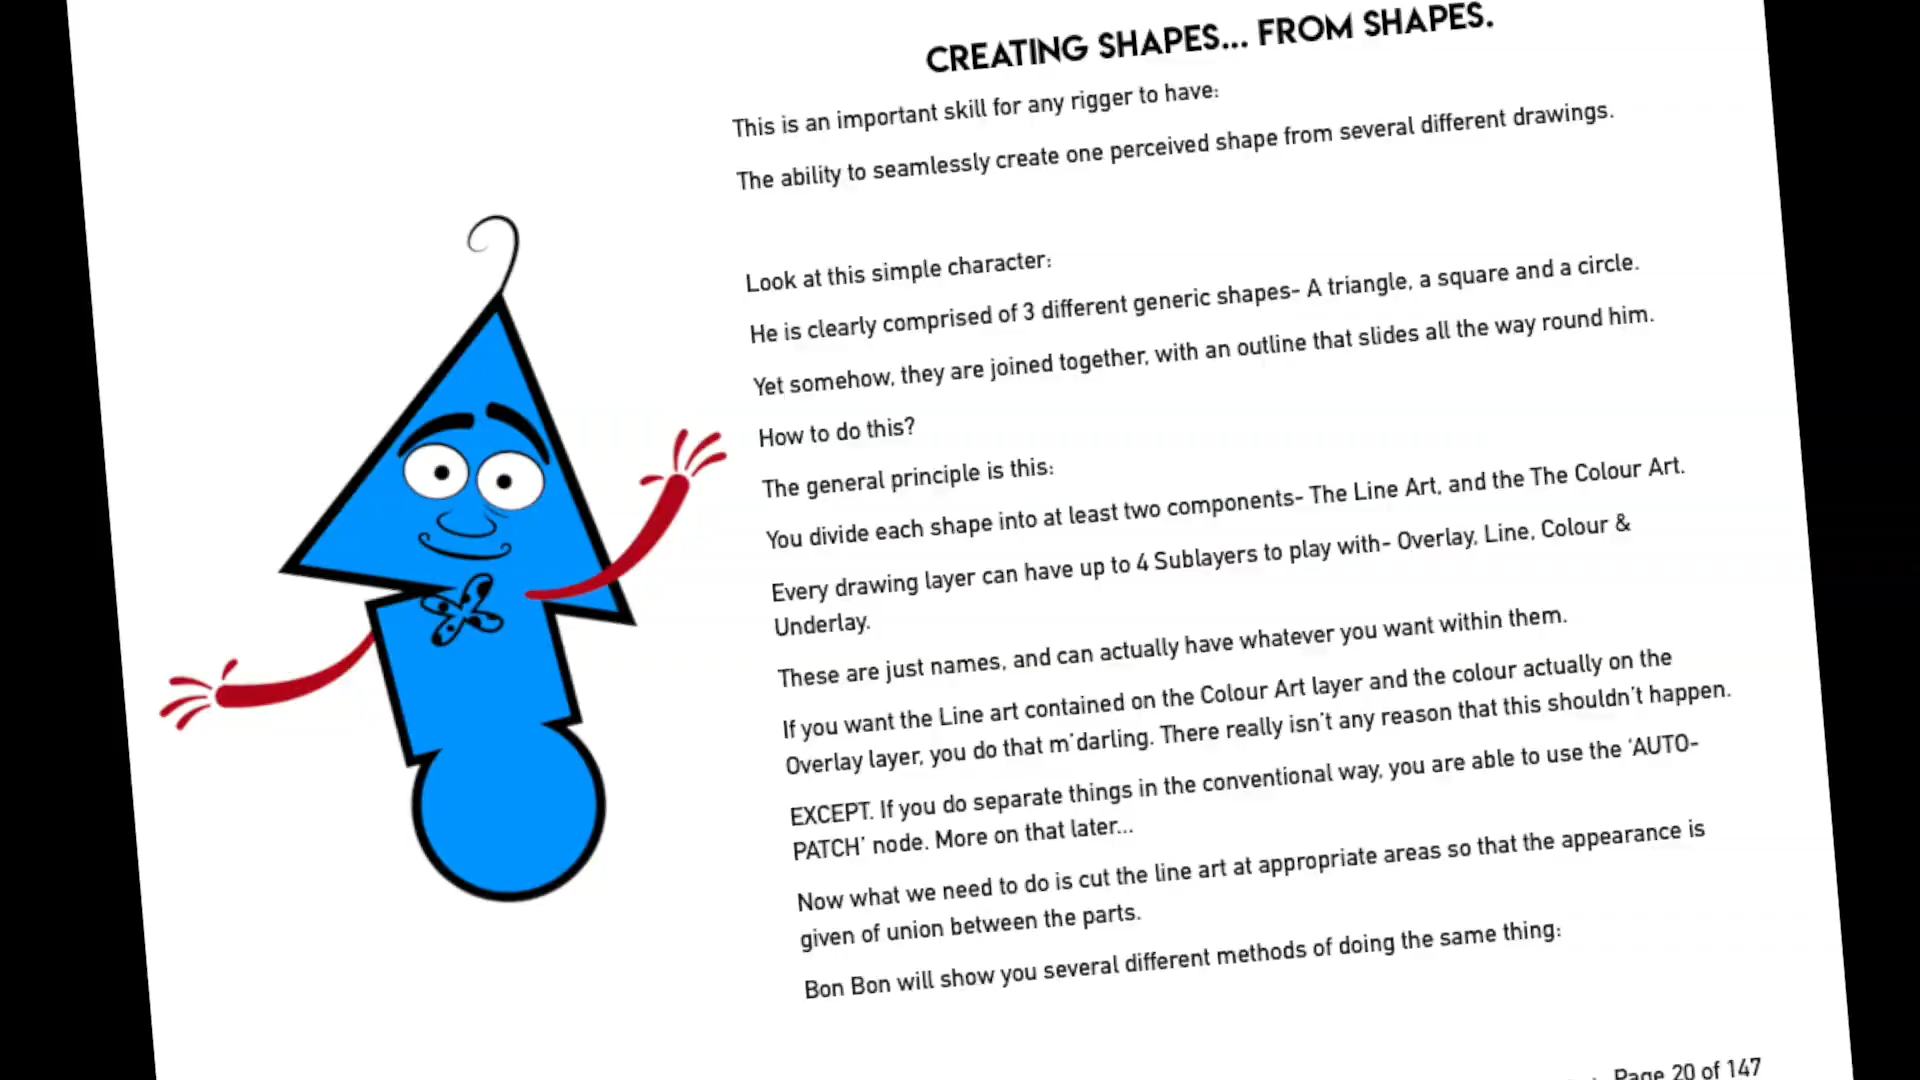 CREATING SHAPES... FROM SHAPES.
This is an important skill for any rigger to have:
The ability to seamlessly create one perceived shape from several different drawings.
Look at this simple character:
He is clearly comprised of 3 different generic shapes- A triangle, a square and a circle.
Yet somehow, they are joined together, with an outline that slides all the way round him.
How to do this?
The general principle is this:
You divide each shape into at least two components- The Line Art, and the The Colour Art.
Every drawing layer can have up to 4 Sublayers to play with- Overlay, Line, Colour &
Underlay.
These are just names, and can actually have whatever you want within them.
If you want the Line art contained on the Colour Art layer and the colour actually on the
Overlay layer, you do that m'darling. There really isn't any reason that this shouldn't happen.
EXCEPT. If you do separate things in the conventional way, you are able to use the 'AUTO-
PATCH' node. More on that later...
Now what we need to do is cut the line art at appropriate areas so that the appearance is
given of union between the parts.
Bon Bon will show you several different methods of doing the same thing:
Page 20 of 147